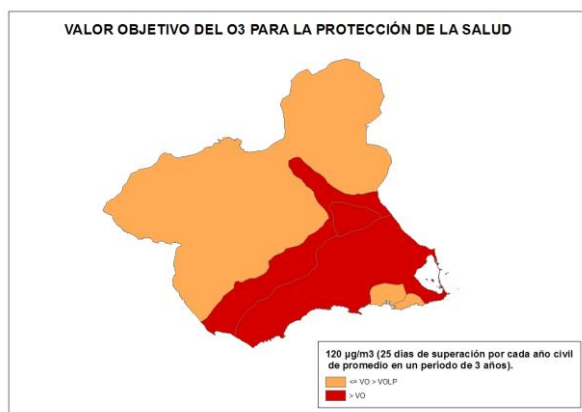 VALOR OBJETIVO DEL O3 PARA LA PROTECCIÓN DE LA SALUD
120 µg/m3 (25 días de superación por cada año civil
de promedio en un periodo de 3 años).
<= VO > VOLP
> VO